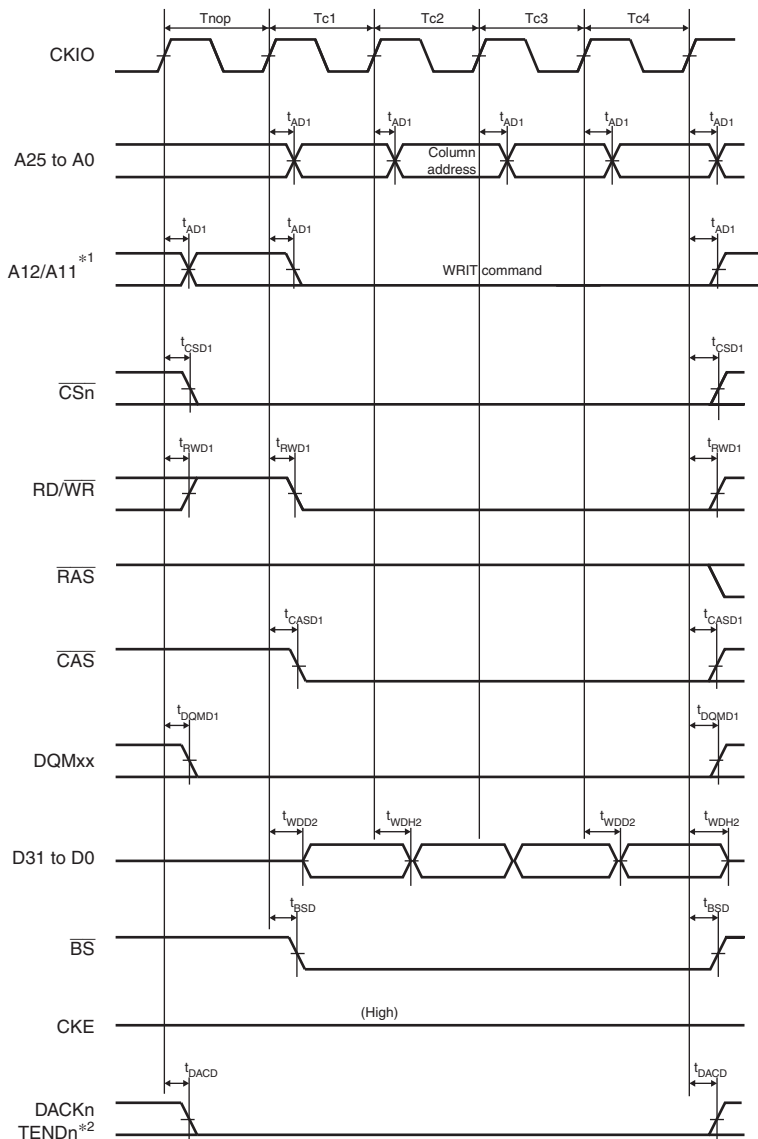 Tnop Tc1 Tc2 Tc3 Tc4
CKIO
tAD1 tAD1 tAD1 tAD1 tAD1
A25 to A0
Column
address
tAD1 tAD1 tAD1
A12/A11*1
WRIT command
tCSD1 tCSD1
CSn
tRWD1 tRWD1 tRWD1
RD/WR
RAS
tCASD1 tCASD1
CAS
tDQMD1 tDQMD1
DQMxx
tWDD2 tWDH2 tWDD2 tWDH2
D31 to D0
tBSD tBSD
BS
(High)
CKE
tDACD tDACD
DACKn
TENDn*2